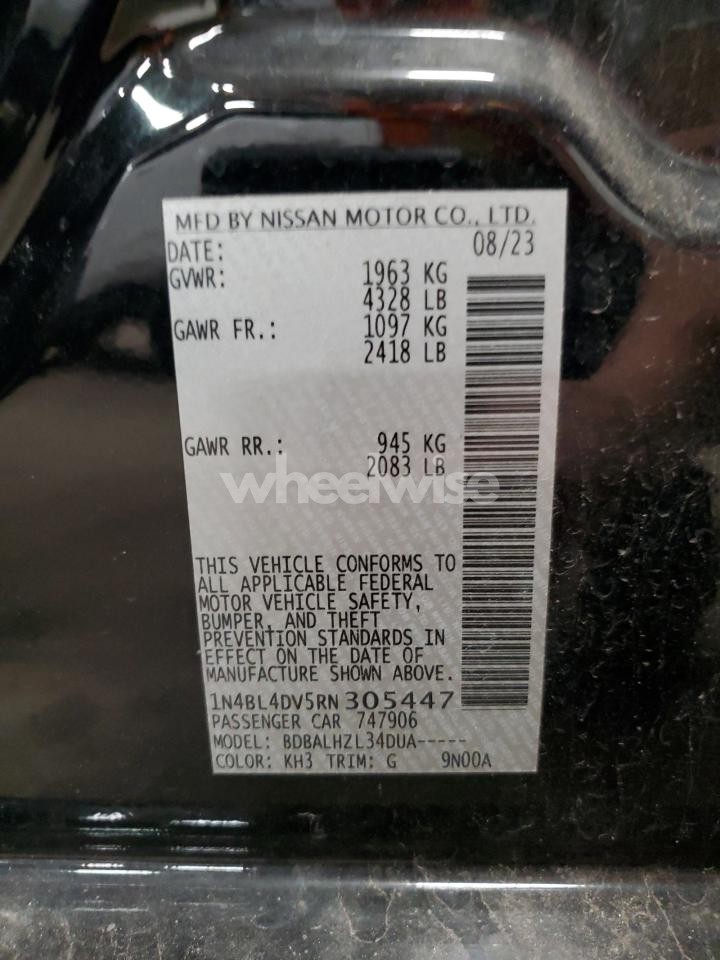 MFD BY NISSAN MOTOR CO., LTD.
DATE: 08/23
GVWR: 1963 KG
4328 LB
GAWR FR.: 1097 KG
2418 LB
GAWR RR.: 945 KG
2083 LB
wheelwise
THIS VEHICLE CONFORMS TO
ALL APPLICABLE FEDERAL
MOTOR VEHICLE SAFETY,
BUMPER, AND THEFT
PREVENTION STANDARDS IN
EFFECT ON THE DATE OF
MANUFACTURE SHOWN ABOVE.
1N4BL4DV5RN305447
PASSENGER CAR 747906
MODEL: BDBALHZL34DUA-----
COLOR: KH3 TRIM: G 9N00A